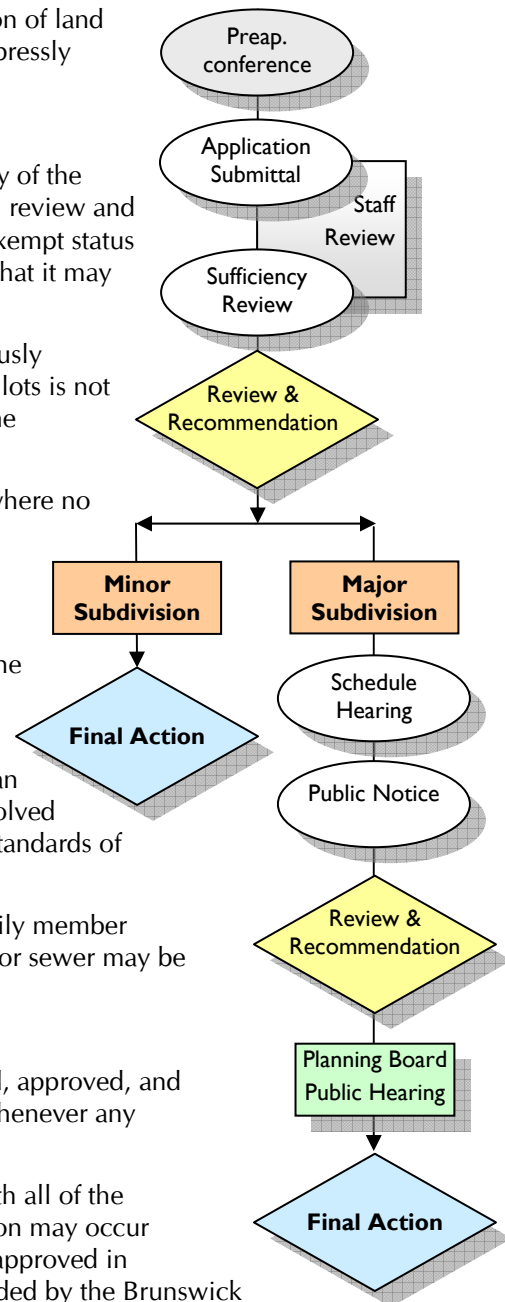 on of land
pressly
y of the
review and
xempt status
hat it may
usly
lots is not
ne
where no
he
an
olved
tandards of
ily member
or sewer may be
d, approved, and
henever any
th all of the
on may occur
approved in
ded by the Brunswick
Preap.
conference
Application
Submittal
Staff
Review
Sufficiency
Review
Review &
Recommendation
Minor
Subdivision
Final Action
Major
Subdivision
Schedule
Hearing
Public Notice
Review &
Recommendation
Planning Board
Public Hearing
Final Action